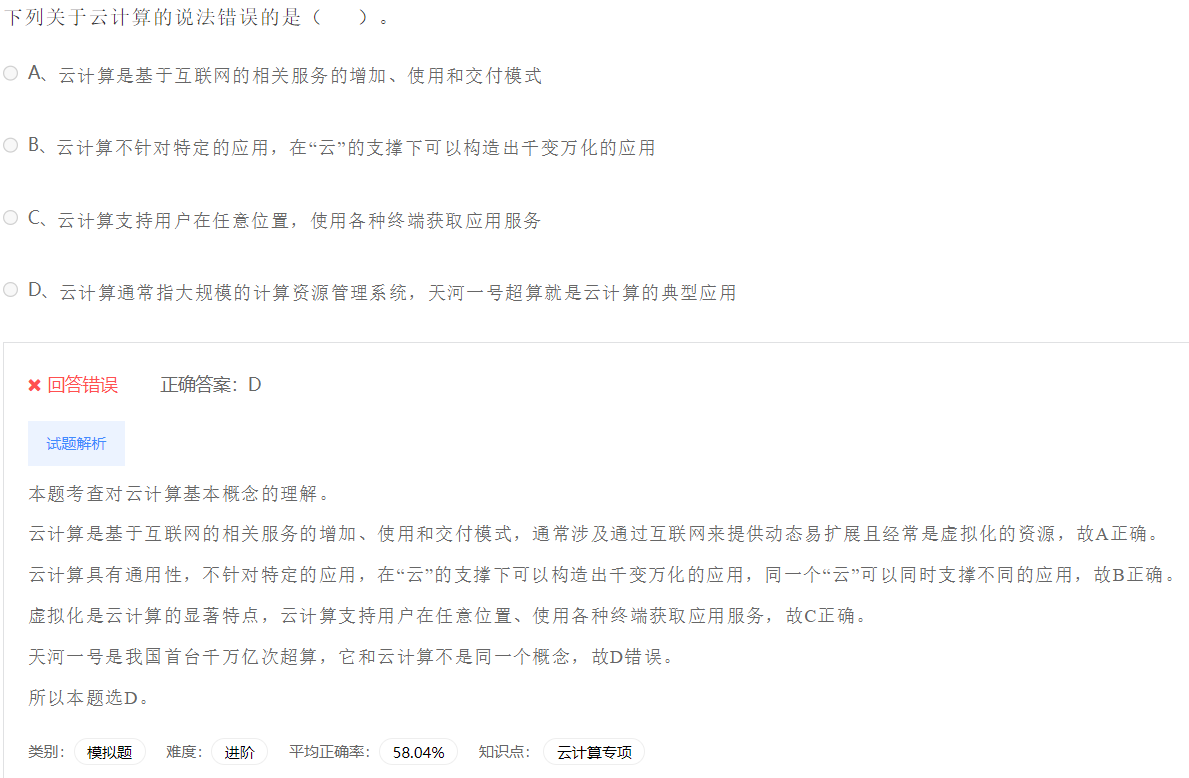 下列关于云计算的说法错误的是（　　）。
A、云计算是基于互联网的相关服务的增加、使用和交付模式
B、云计算不针对特定的应用，在“云”的支撑下可以构造出千变万化的应用
C、云计算支持用户在任意位置，使用各种终端获取应用服务
D、云计算通常指大规模的计算资源管理系统，天河一号超算就是云计算的典型应用
回答错误 正确答案：D
试题解析
本题考查对云计算基本概念的理解。
云计算是基于互联网的相关服务的增加、使用和交付模式，通常涉及通过互联网来提供动态易扩展且经常是虚拟化的资源，故A正确。
云计算具有通用性，不针对特定的应用，在“云”的支撑下可以构造出千变万化的应用，同一个“云”可以同时支撑不同的应用，故B正确。
虚拟化是云计算的显著特点，云计算支持用户在任意位置、使用各种终端获取应用服务，故C正确。
天河一号是我国首台千万亿次超算，它和云计算不是同一个概念，故D错误。
所以本题选D。
类别： 模拟题 难度： 进阶 平均正确率： 58.04% 知识点： 云计算专项